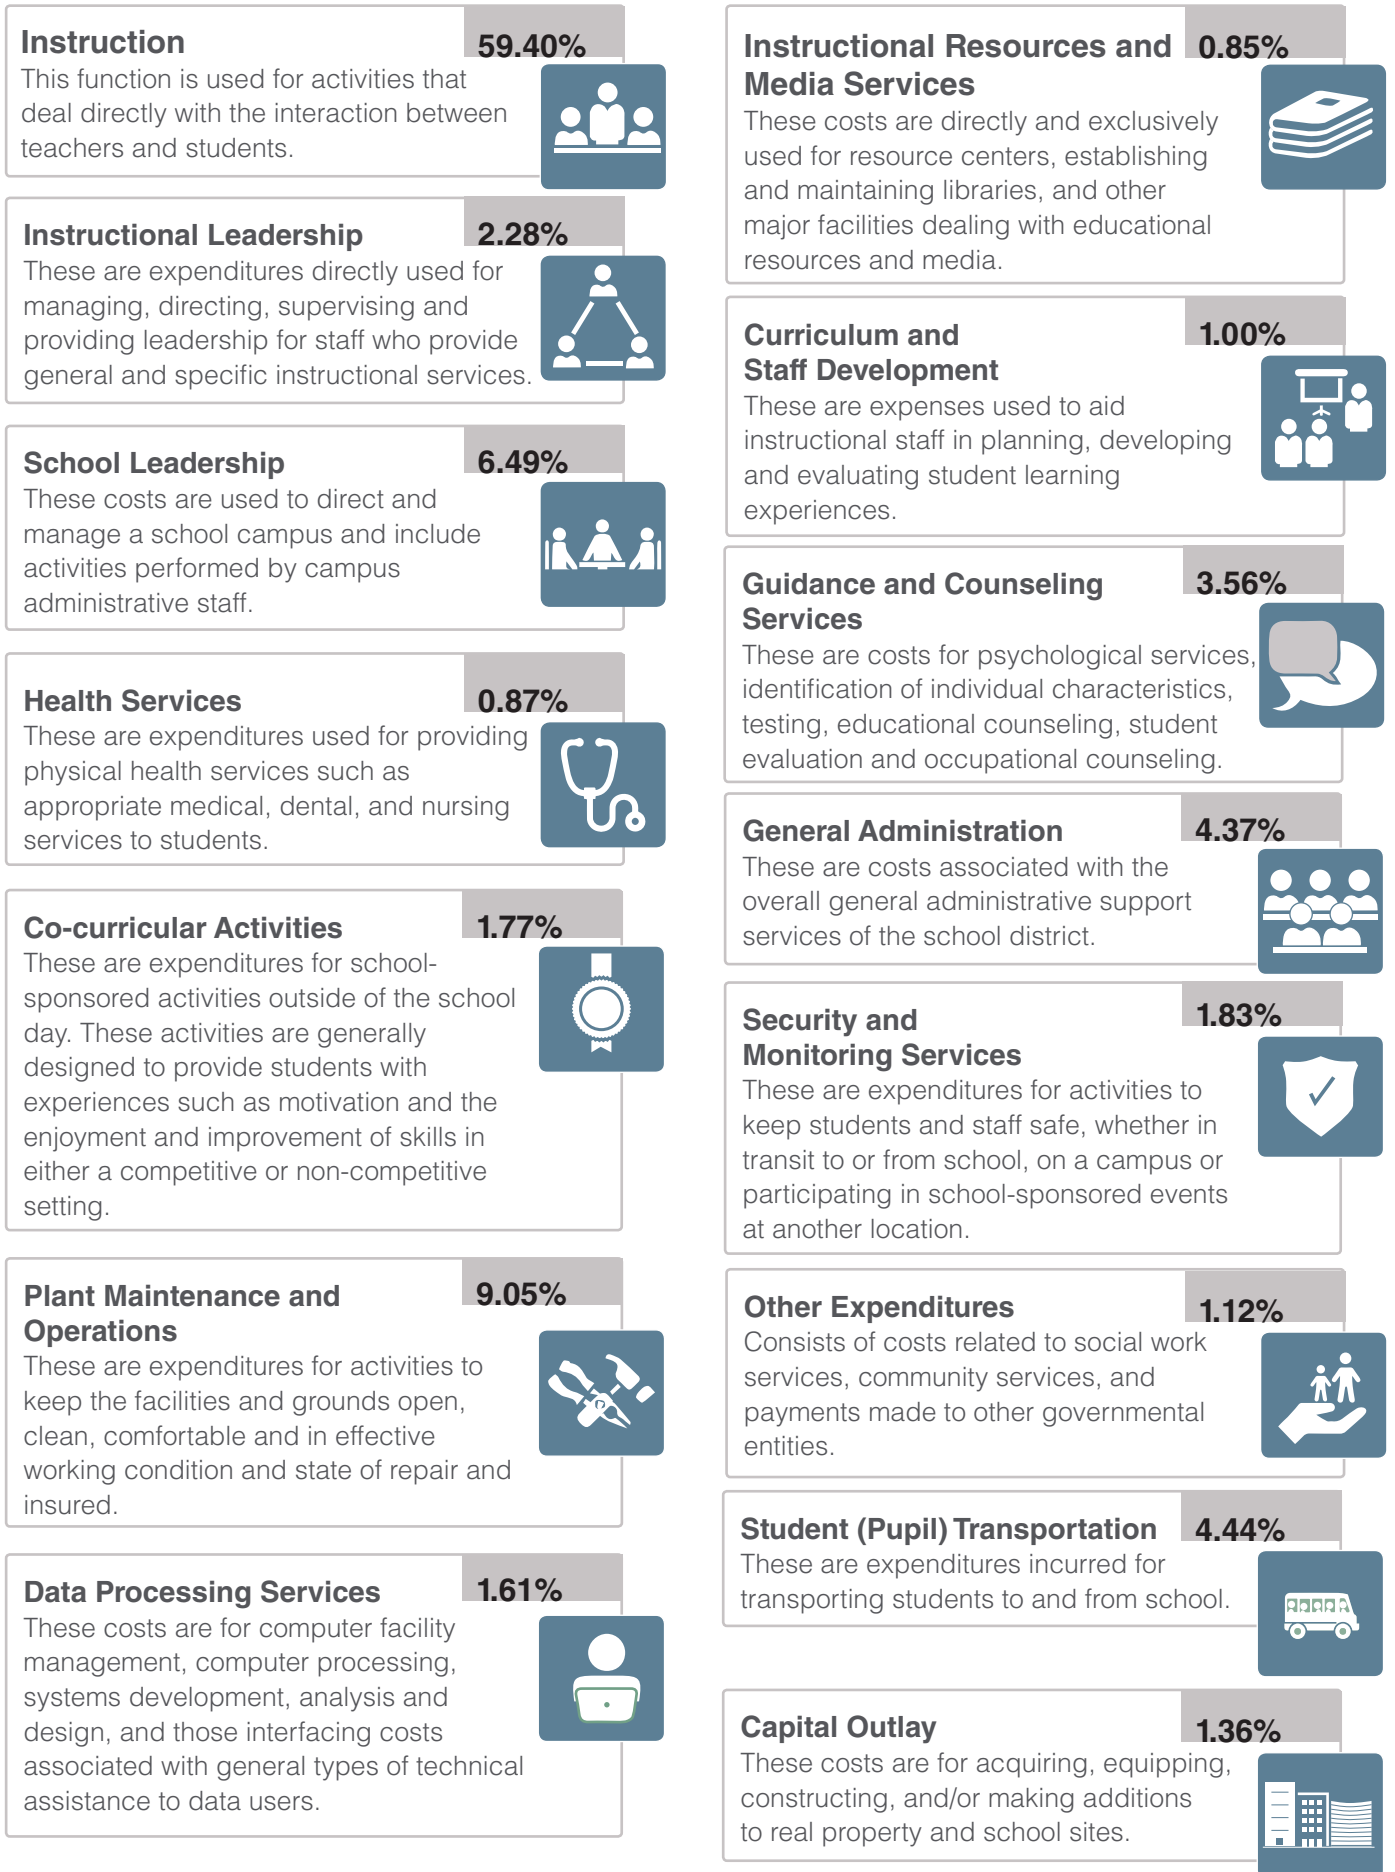 Instruction
59.40%
This function is used for activities that
deal directly with the interaction between
teachers and students.
Instructional Leadership
2.28%
These are expenditures directly used for
managing, directing, supervising and
providing leadership for staff who provide
general and specific instructional services.
School Leadership
6.49%
These costs are used to direct and
manage a school campus and include
activities performed by campus
administrative staff.
Health Services
0.87%
These are expenditures used for providing
physical health services such as
appropriate medical, dental, and nursing
services to students.
Co-curricular Activities
1.77%
These are expenditures for school-
sponsored activities outside of the school
day. These activities are generally
designed to provide students with
experiences such as motivation and the
enjoyment and improvement of skills in
either a competitive or non-competitive
setting.
Plant Maintenance and
Operations
9.05%
These are expenditures for activities to
keep the facilities and grounds open,
clean, comfortable and in effective
working condition and state of repair and
insured.
Data Processing Services
1.61%
These costs are for computer facility
management, computer processing,
systems development, analysis and
design, and those interfacing costs
associated with general types of technical
assistance to data users.
Instructional Resources and
Media Services
0.85%
These costs are directly and exclusively
used for resource centers, establishing
and maintaining libraries, and other
major facilities dealing with educational
resources and media.
Curriculum and
Staff Development
1.00%
These are expenses used to aid
instructional staff in planning, developing
and evaluating student learning
experiences.
Guidance and Counseling
Services
3.56%
These are costs for psychological services,
identification of individual characteristics,
testing, educational counseling, student
evaluation and occupational counseling.
General Administration
4.37%
These are costs associated with the
overall general administrative support
services of the school district.
Security and
Monitoring Services
1.83%
These are expenditures for activities to
keep students and staff safe, whether in
transit to or from school, on a campus or
participating in school-sponsored events
at another location.
Other Expenditures
1.12%
Consists of costs related to social work
services, community services, and
payments made to other governmental
entities.
Student (Pupil) Transportation
4.44%
These are expenditures incurred for
transporting students to and from school.
Capital Outlay
1.36%
These costs are for acquiring, equipping,
constructing, and/or making additions
to real property and school sites.